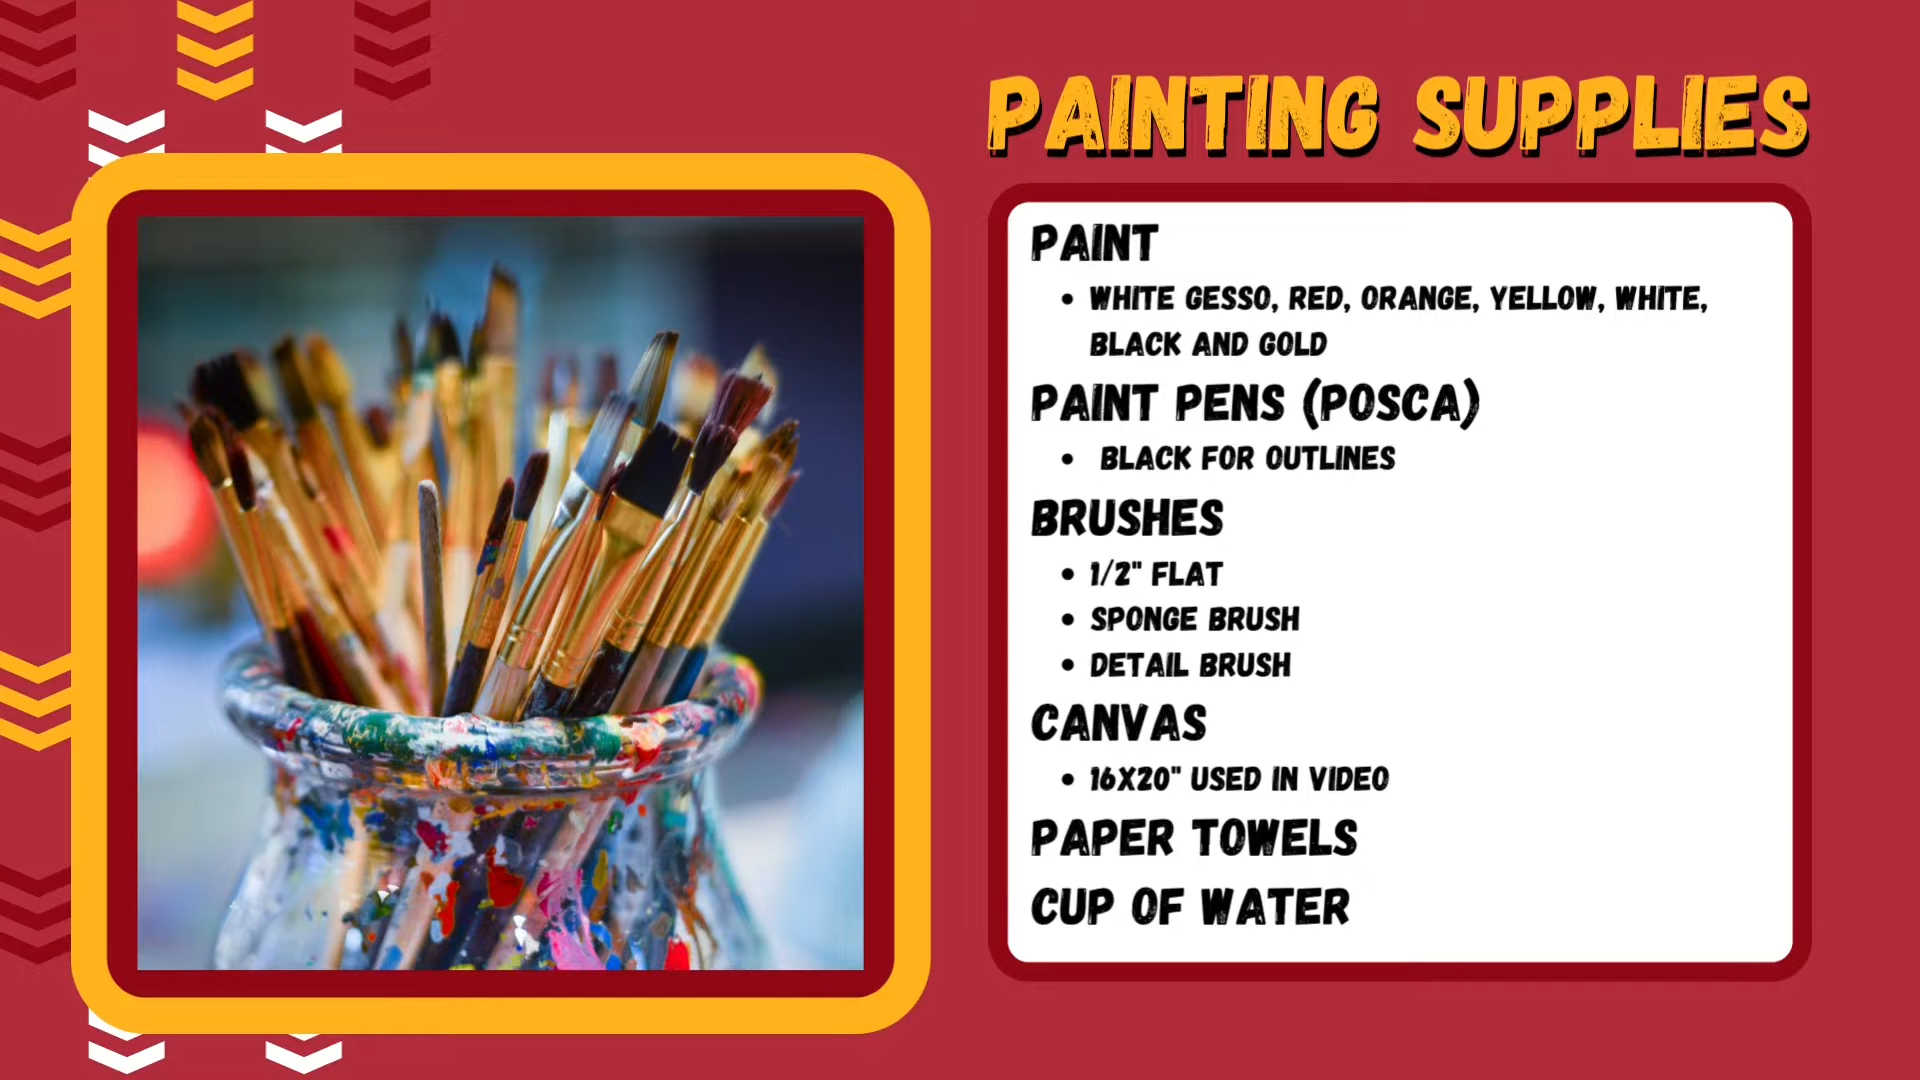 PAINTING SUPPLIES
PAINT
• WHITE GESSO, RED, ORANGE, YELLOW, WHITE,
BLACK AND GOLD
PAINT PENS (POSCA)
• BLACK FOR OUTLINES
BRUSHES
• 1/2" FLAT
• SPONGE BRUSH
• DETAIL BRUSH
CANVAS
• 16X20" USED IN VIDEO
PAPER TOWELS
CUP OF WATER